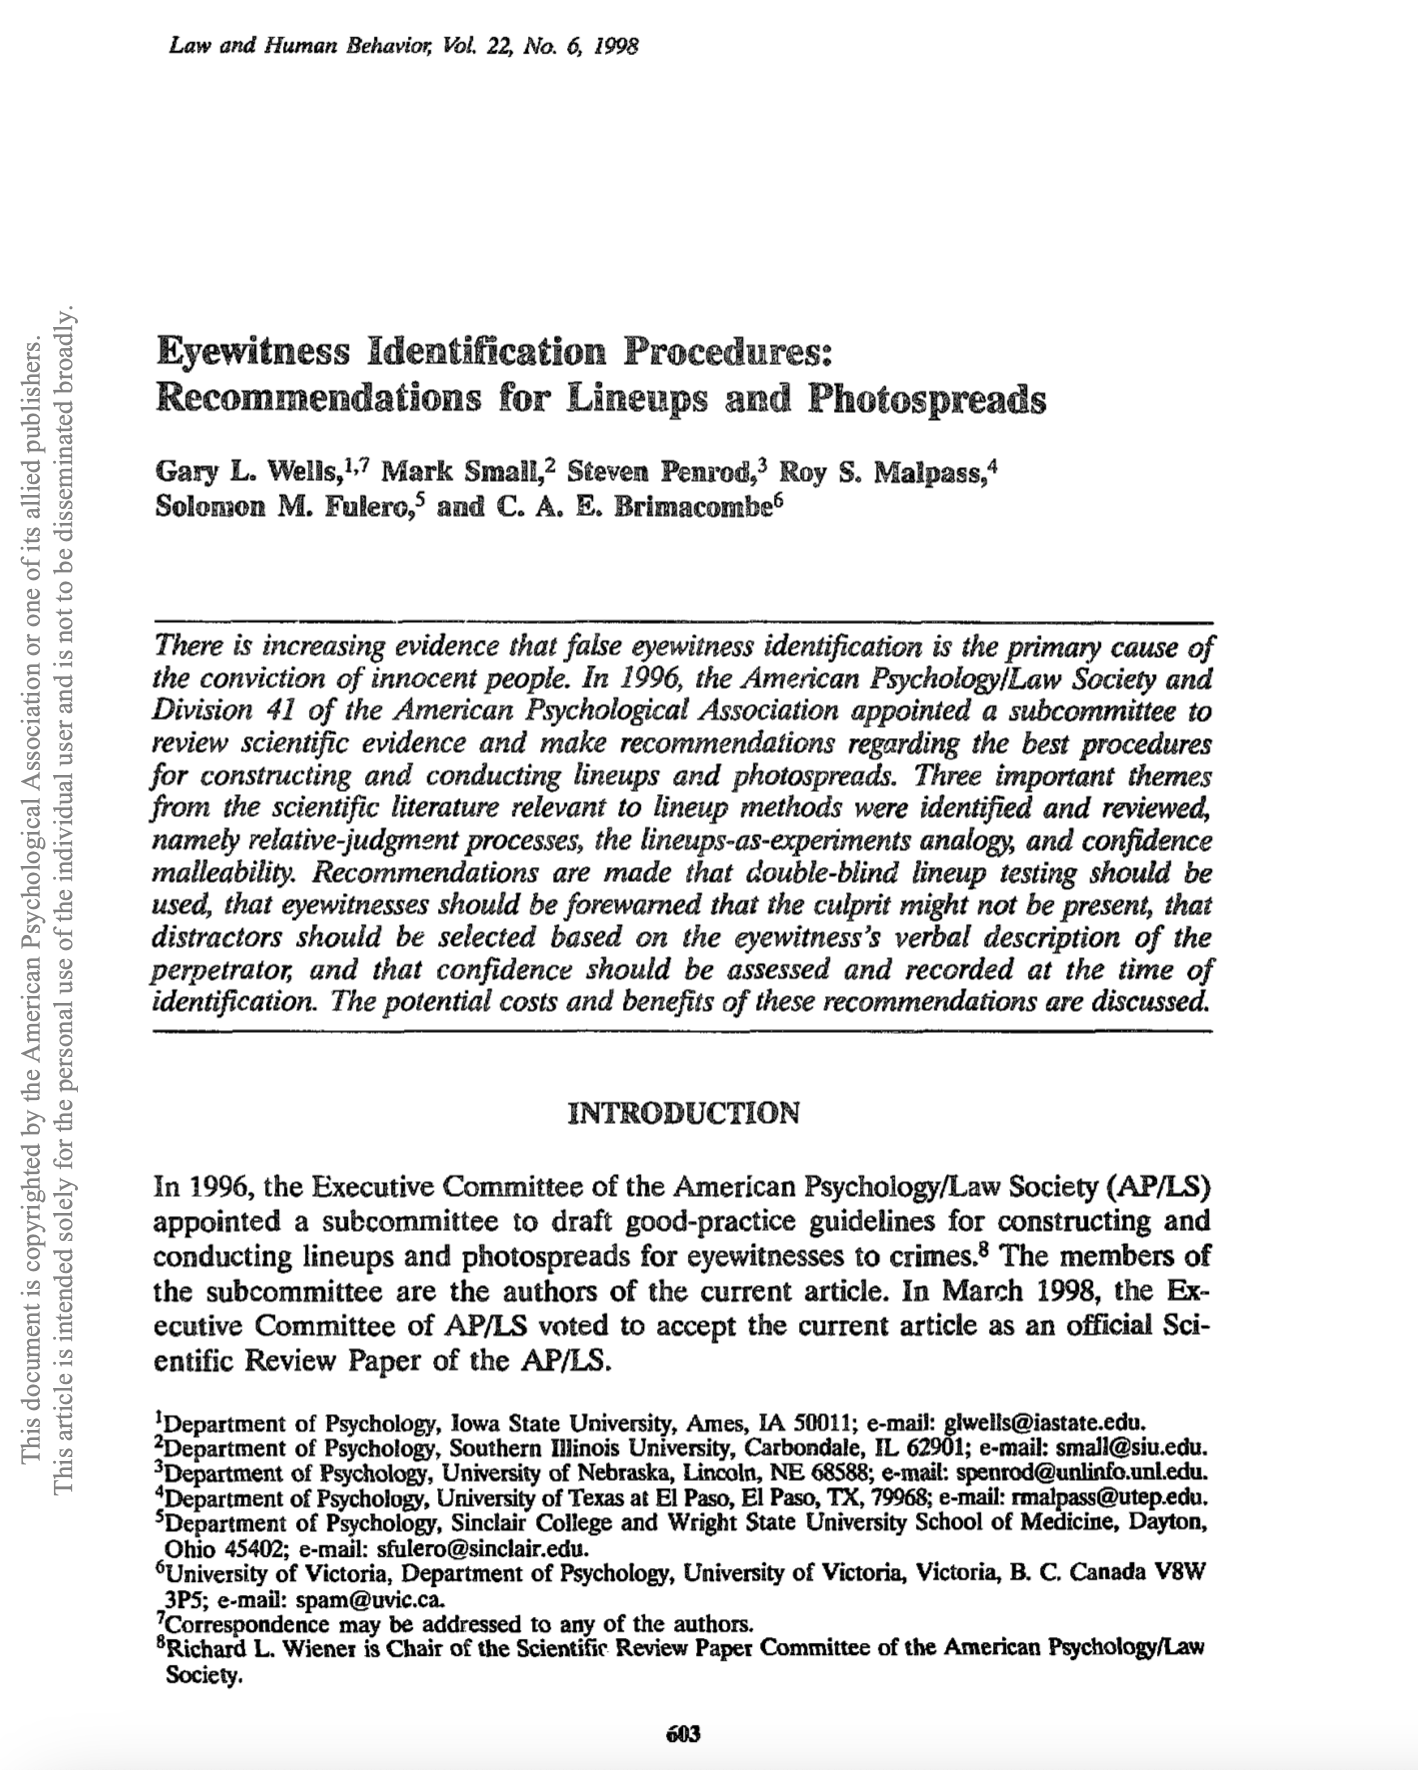 Law and Human Behavior, Vol. 22, No. 6, 1998
Eyewitness Identification Procedures:
Recommendations for Lineups and Photospreads
Gary L. Wells,1,7 Mark Small,2 Steven Penrod,3 Roy S. Malpass,4
Solomon M. Fulero,5 and C. A. E. Brimacombe6
There is increasing evidence that false eyewitness identification is the primary cause of
the conviction of innocent people. In 1996, the American Psychology/Law Society and
Division 41 of the American Psychological Association appointed a subcommittee to
review scientific evidence and make recommendations regarding the best procedures
for constructing and conducting lineups and photospreads. Three important themes
from the scientific literature relevant to lineup methods were identified and reviewed,
namely relative-judgment processes, the lineups-as-experiments analogy, and confidence
malleability. Recommendations are made that double-blind lineup testing should be
used, that eyewitnesses should be forewarned that the culprit might not be present, that
distractors should be selected based on the eyewitness's verbal description of the
perpetrator, and that confidence should be assessed and recorded at the time of
identification. The potential costs and benefits of these recommendations are discussed.
INTRODUCTION
In 1996, the Executive Committee of the American Psychology/Law Society (AP/LS)
appointed a subcommittee to draft good-practice guidelines for constructing and
conducting lineups and photospreads for eyewitnesses to crimes.8 The members of
the subcommittee are the authors of the current article. In March 1998, the Ex-
ecutive Committee of AP/LS voted to accept the current article as an official Sci-
entific Review Paper of the AP/LS.
1Department of Psychology, Iowa State University, Ames, IA 50011; e-mail: glwells@iastate.edu.
2Department of Psychology, Southern Illinois University, Carbondale, IL 62901; e-mail: small@siu.edu.
3Department of Psychology, University of Nebraska, Lincoln, NE 68588; e-mail: spenrod@unlinfo.unl.edu.
4Department of Psychology, University of Texas at El Paso, El Paso, TX, 79968; e-mail: rmalpass@utep.edu.
5Department of Psychology, Sinclair College and Wright State University School of Medicine, Dayton,
Ohio 45402; e-mail: sfulero@sinclair.edu.
6University of Victoria, Department of Psychology, University of Victoria, Victoria, B. C. Canada V8W
3P5; e-mail: spam@uvic.ca.
7Correspondence may be addressed to any of the authors.
8Richard L. Wiener is Chair of the Scientific Review Paper Committee of the American Psychology/Law
Society.
603
This document is copyrighted by the American Psychological Association or one of its allied publishers.
This article is intended solely for the personal use of the individual user and is not to be disseminated broadly.